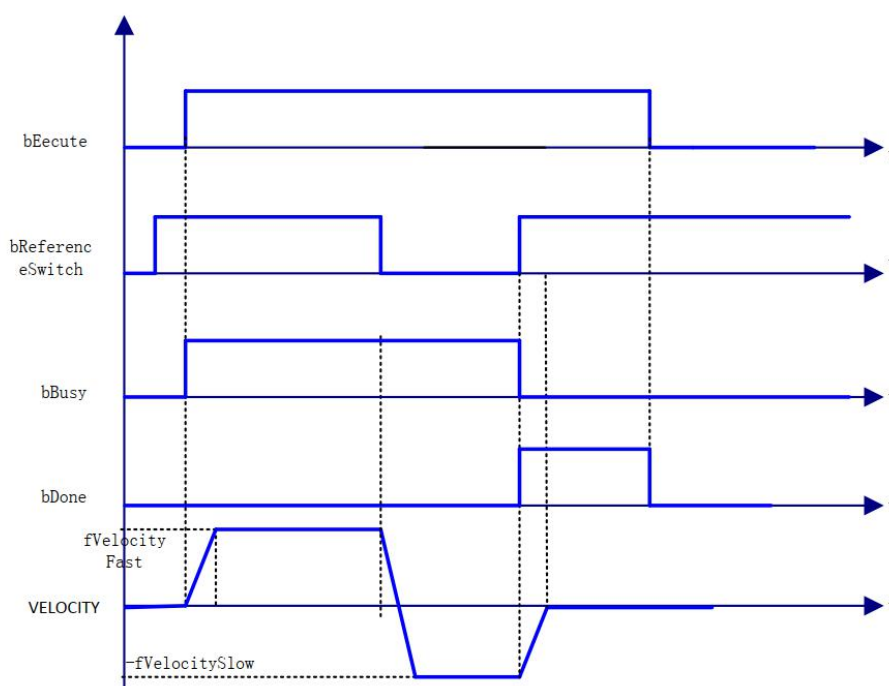 bEecute
bReferenc
eSwitch
bBusy
bDone
fVelocity
Fast
VELOCITY
-fVelocitySlow